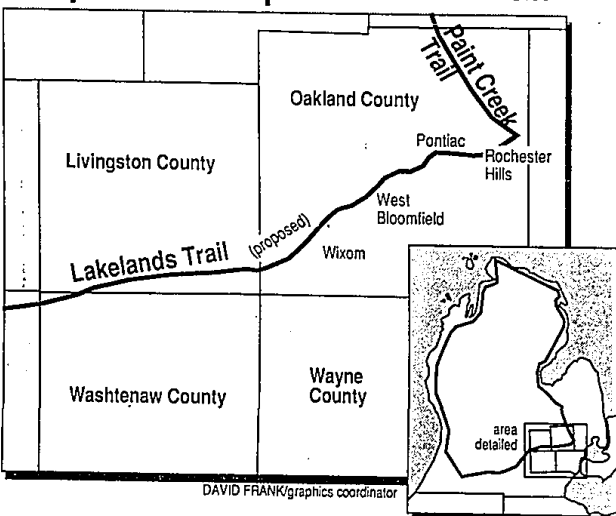 Paint Creek
Trail
Oakland County
Pontiac
Rochester
Hills
Livingston County
West
Bloomfield
(proposed)
Wixom
Lakelands Trail
Washtenaw County
Wayne
County
area
detailed
DAVID FRANK/graphics coordinator